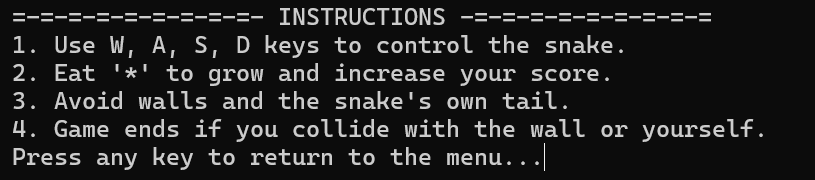 =-=-=-=-=-=-=-=-=- INSTRUCTIONS -=-=-=-=-=-=-=-=-=
1. Use W, A, S, D keys to control the snake.
2. Eat '*' to grow and increase your score.
3. Avoid walls and the snake's own tail.
4. Game ends if you collide with the wall or yourself.
Press any key to return to the menu...